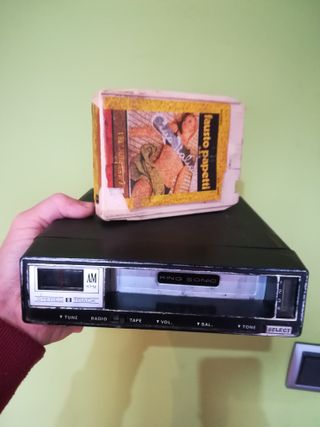 fausto papetti
AM
KING SONIC
STEREO 8 TRACK
▼ TUNE RADIO TAPE ▼ VOL. ▼ BAL. ▼ TONE SELECT